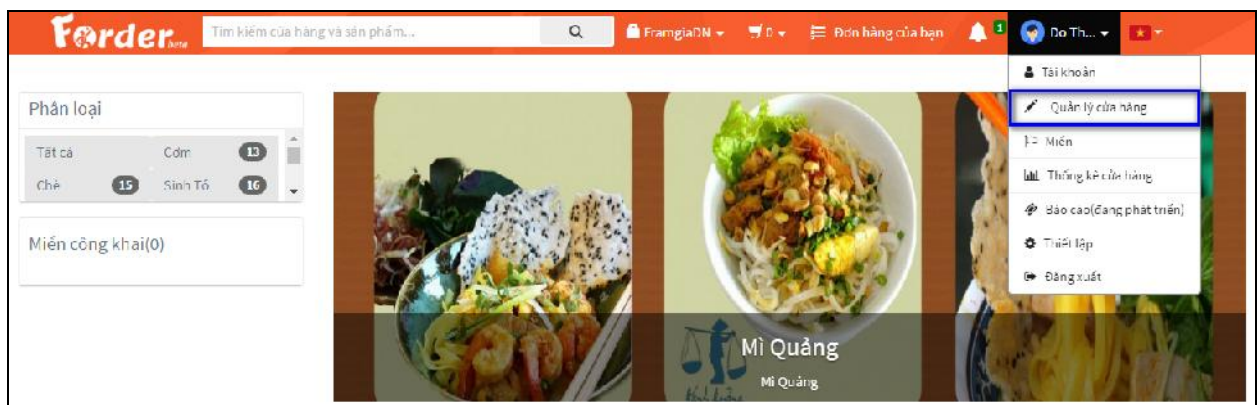 Forder beta
Tìm kiếm cửa hàng và sản phẩm...
FramgiaDN
0
Đơn hàng của bạn
1
Do Th...
Tài khoản
Quản lý cửa hàng
Miền
Thống kê cửa hàng
Báo cáo(đang phát triển)
Thiết lập
Đăng xuất
Phân loại
Tất cả
Cơm 13
Chè 15
Sinh Tố 16
Miền công khai(0)
Mì Quảng
Mì Quảng